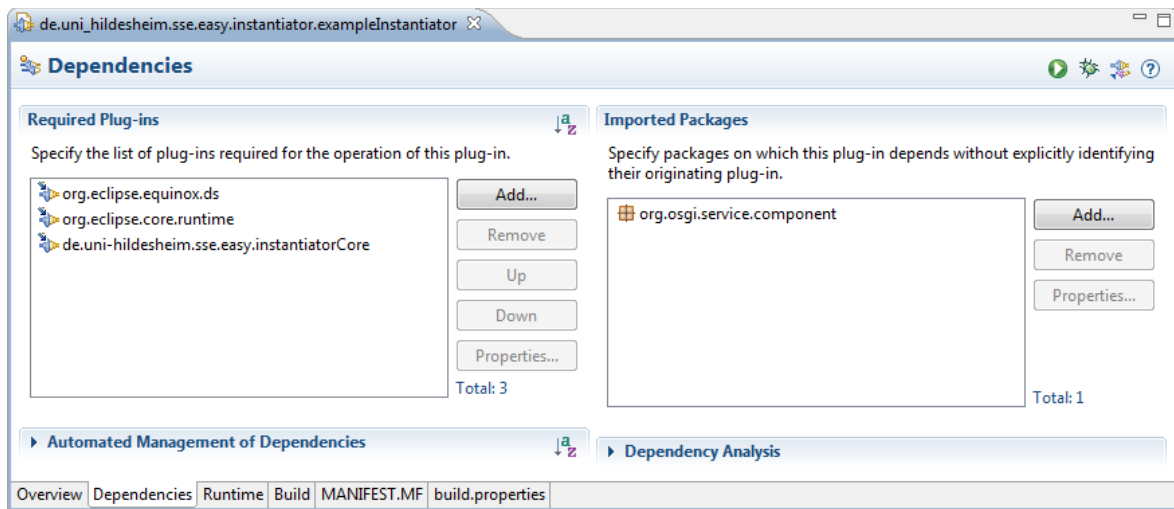 de.uni_hildesheim.sse.easy.instantiator.exampleInstantiator
Dependencies
Required Plug-ins
Specify the list of plug-ins required for the operation of this plug-in.
org.eclipse.equinox.ds
org.eclipse.core.runtime
de.uni-hildesheim.sse.easy.instantiatorCore
Add...
Remove
Up
Down
Properties...
Total: 3
Imported Packages
Specify packages on which this plug-in depends without explicitly identifying
their originating plug-in.
org.osgi.service.component
Add...
Remove
Properties...
Total: 1
Automated Management of Dependencies
Dependency Analysis
Overview Dependencies Runtime Build MANIFEST.MF build.properties